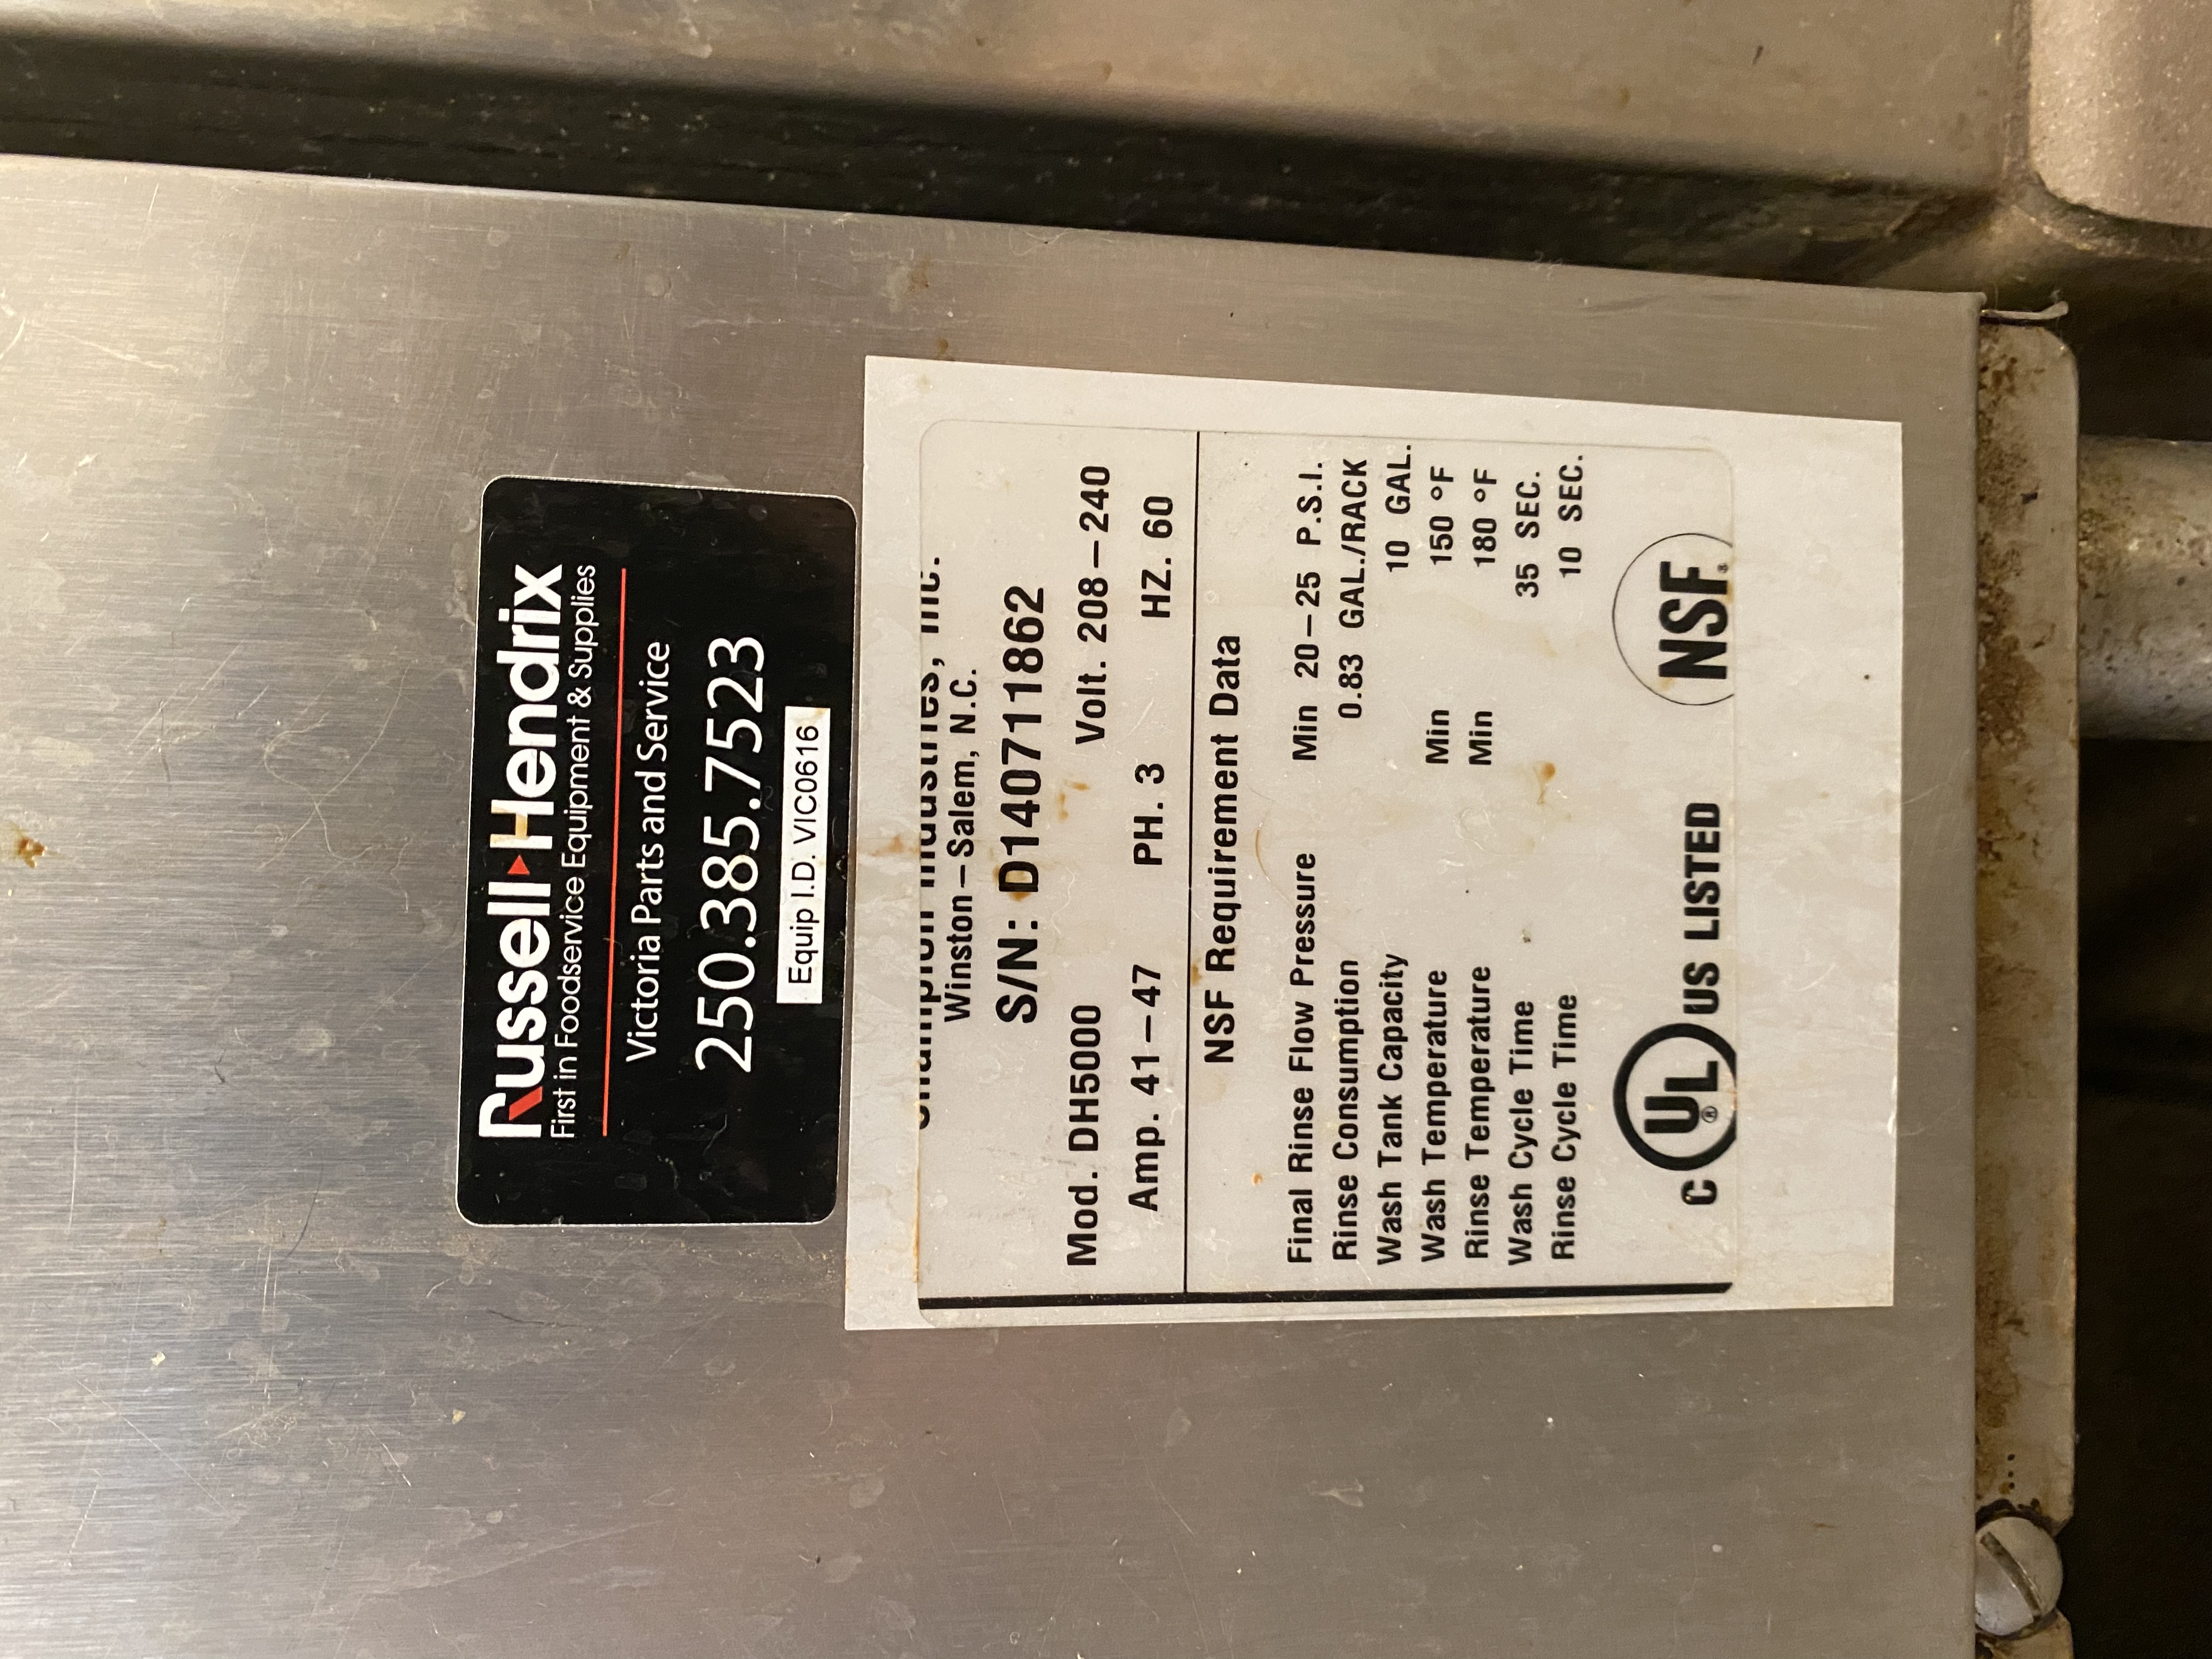 Russell Hendrix
First in Foodservice Equipment & Supplies
Victoria Parts and Service
250.385.7523
Equip I.D. VIC0616
Champion Industries, Inc.
Winston-Salem, N.C.
S/N: D140711862
Mod. DH5000 Volt. 208-240
Amp. 41-47 PH. 3 HZ. 60
NSF Requirement Data
Final Rinse Flow Pressure Min 20-25 P.S.I.
Rinse Consumption 0.83 GAL./RACK
Wash Tank Capacity 10 GAL.
Wash Temperature Min 150 °F
Rinse Temperature Min 180 °F
Wash Cycle Time 35 SEC.
Rinse Cycle Time 10 SEC.
C UL® US LISTED NSF®